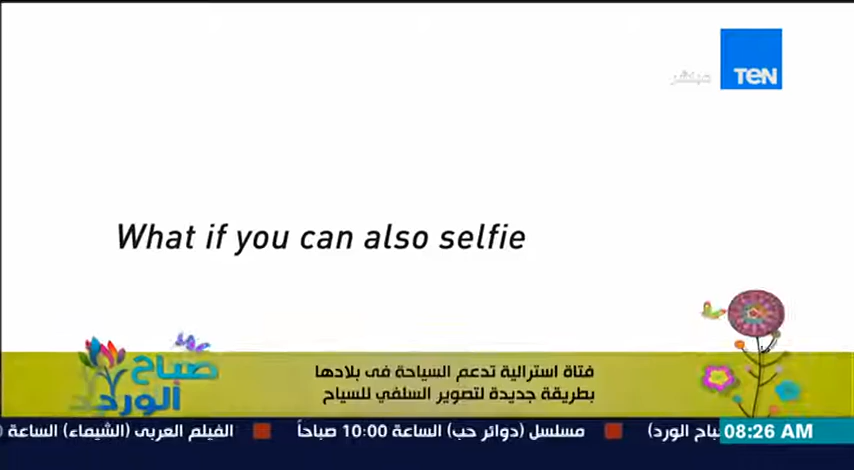 TEN
مباشر
What if you can also selfie
صباح
الورد
فتاة استرالية تدعم السياحة فى بلادها
بطريقة جديدة لتصوير السلفي للسياح
08:26 AM
باح الورد) ■ مسلسل (دوائر حب) الساعة 10:00 صباحاً ■ الفيلم العربى (الشيماء) الساعة 0